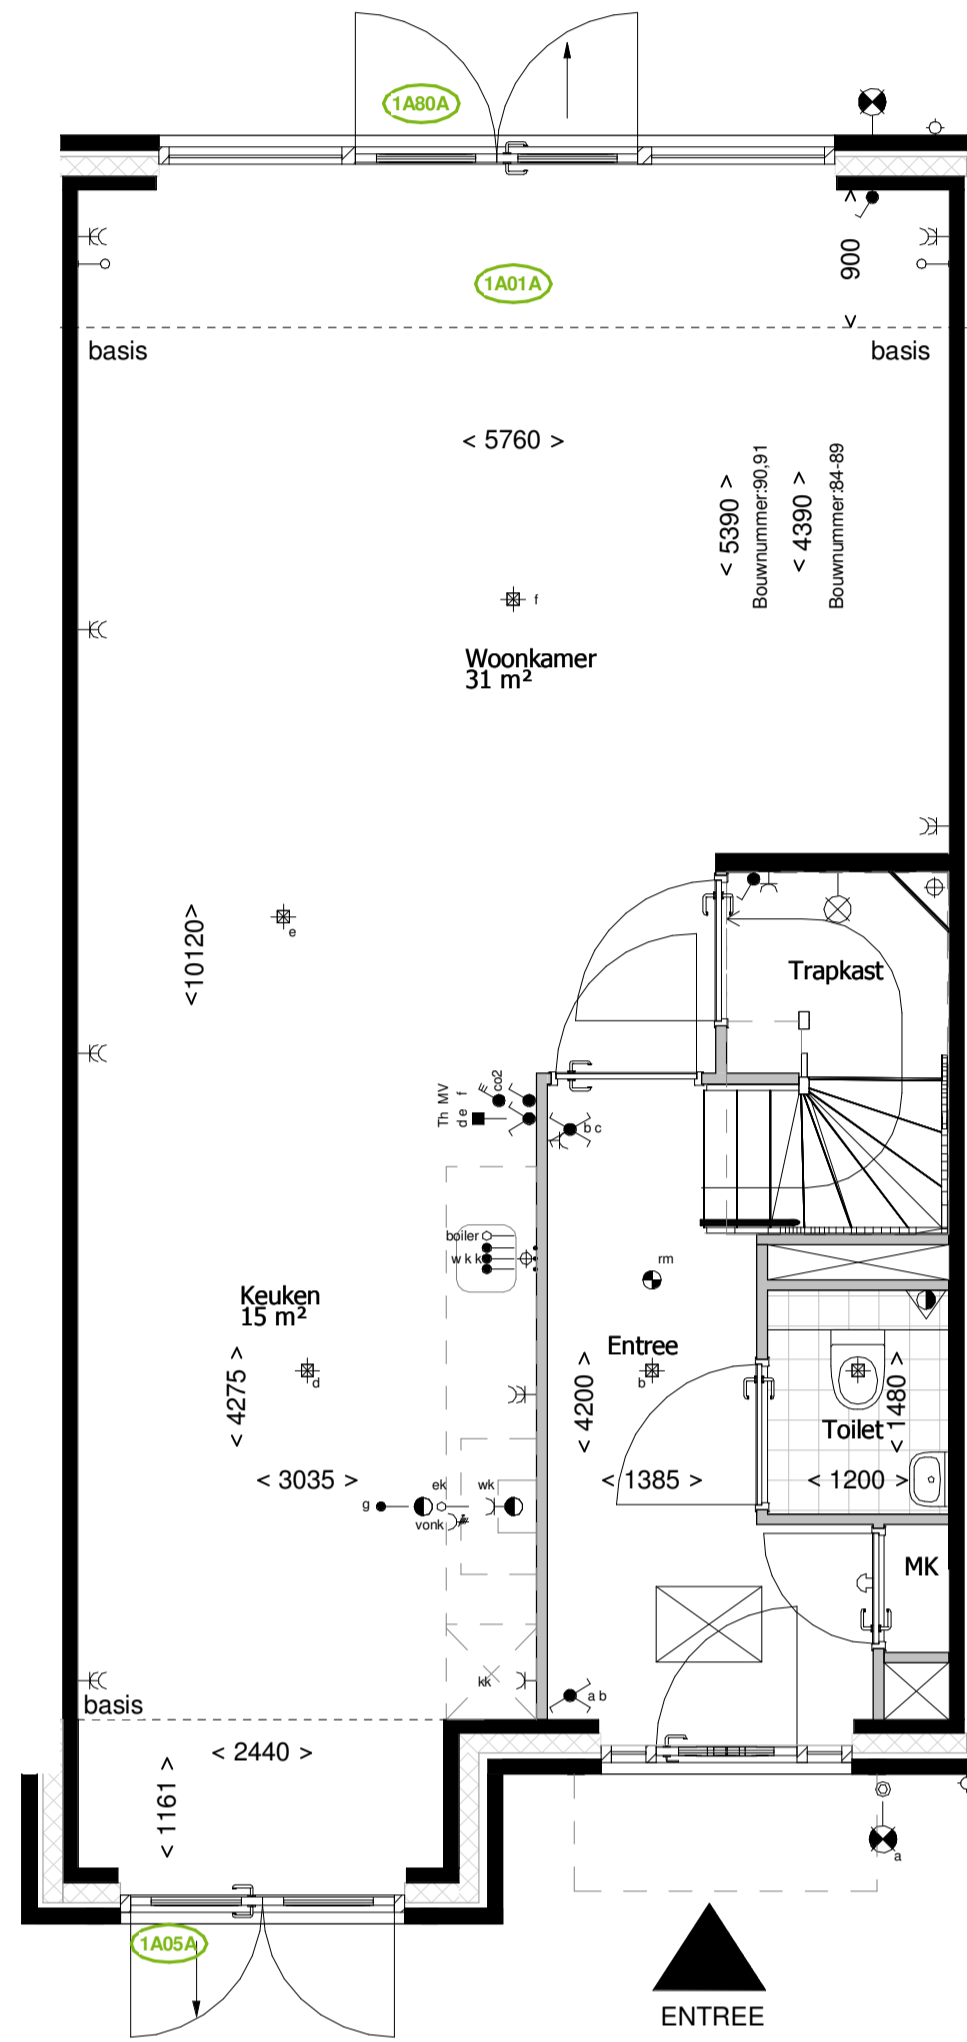 1A80A
1A01A
900
basis
basis
< 5760 >
< 5390 >
Bouwnummer:90,91
< 4390 >
Bouwnummer:84-89
f
Woonkamer
31 m²
e
<10120>
Trapkast
Th MV
d e f
co2
b c
boiler
w k k
rm
Keuken
15 m²
Entree
d
b
< 4275 >
< 4200 >
< 1480 >
Toilet
< 3035 >
< 1385 >
< 1200 >
ek
wk
g
vonk
MK
kk
a b
basis
< 2440 >
< 1161 >
a
1A05A
ENTREE